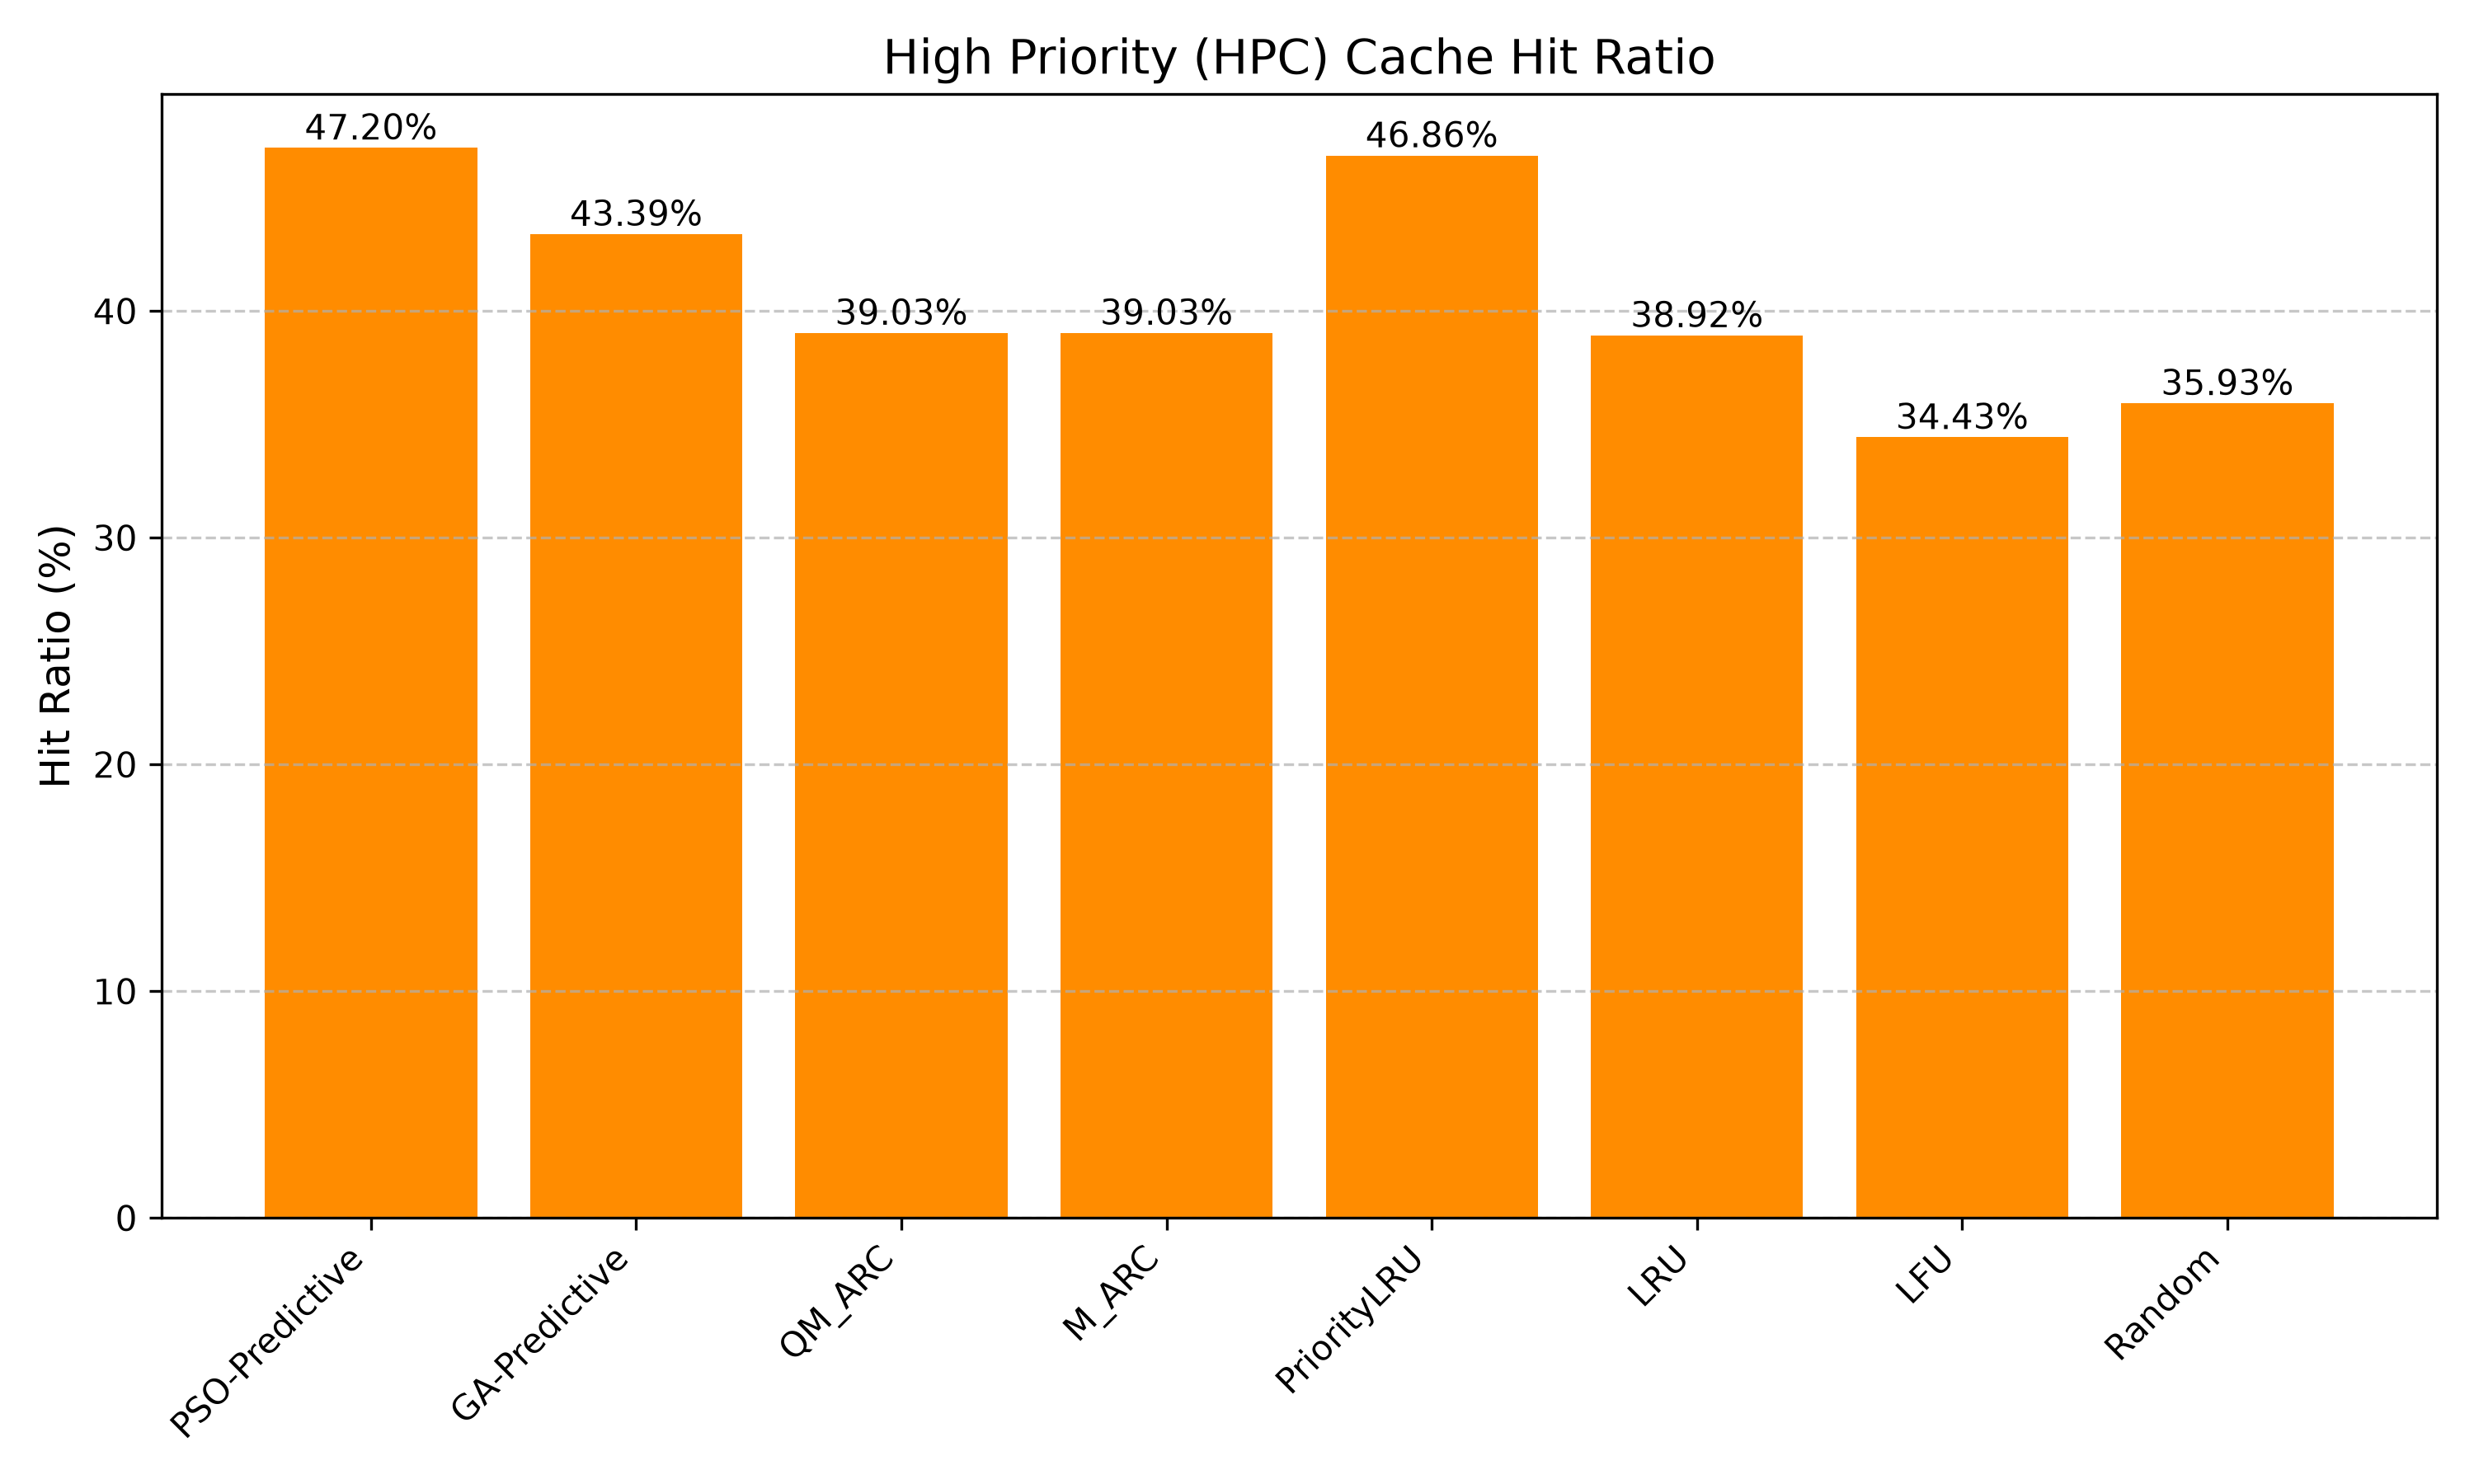 High Priority (HPC) Cache Hit Ratio
47.20%
43.39%
39.03%
39.03%
46.86%
38.92%
34.43%
35.93%
Hit Ratio (%)
40
30
20
10
0
PSO-Predictive
GA-Predictive
QM_ARC
M_ARC
PriorityLRU
LRU
LFU
Random